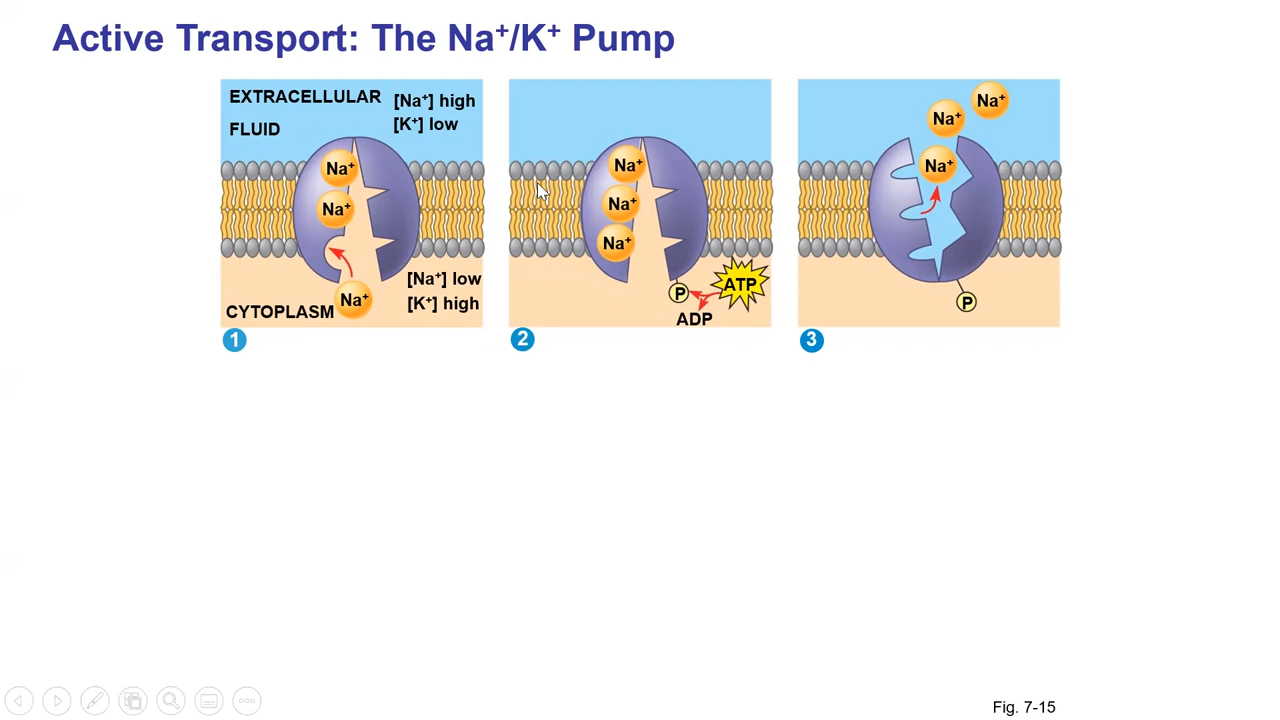 Active Transport: The Na⁺/K⁺ Pump
EXTRACELLULAR
FLUID
[Na⁺] high
[K⁺] low
Na⁺
Na⁺
Na⁺
[Na⁺] low
[K⁺] high
CYTOPLASM
1
Na⁺
Na⁺
Na⁺
P
ATP
ADP
2
Na⁺
Na⁺
Na⁺
P
3
Fig. 7-15